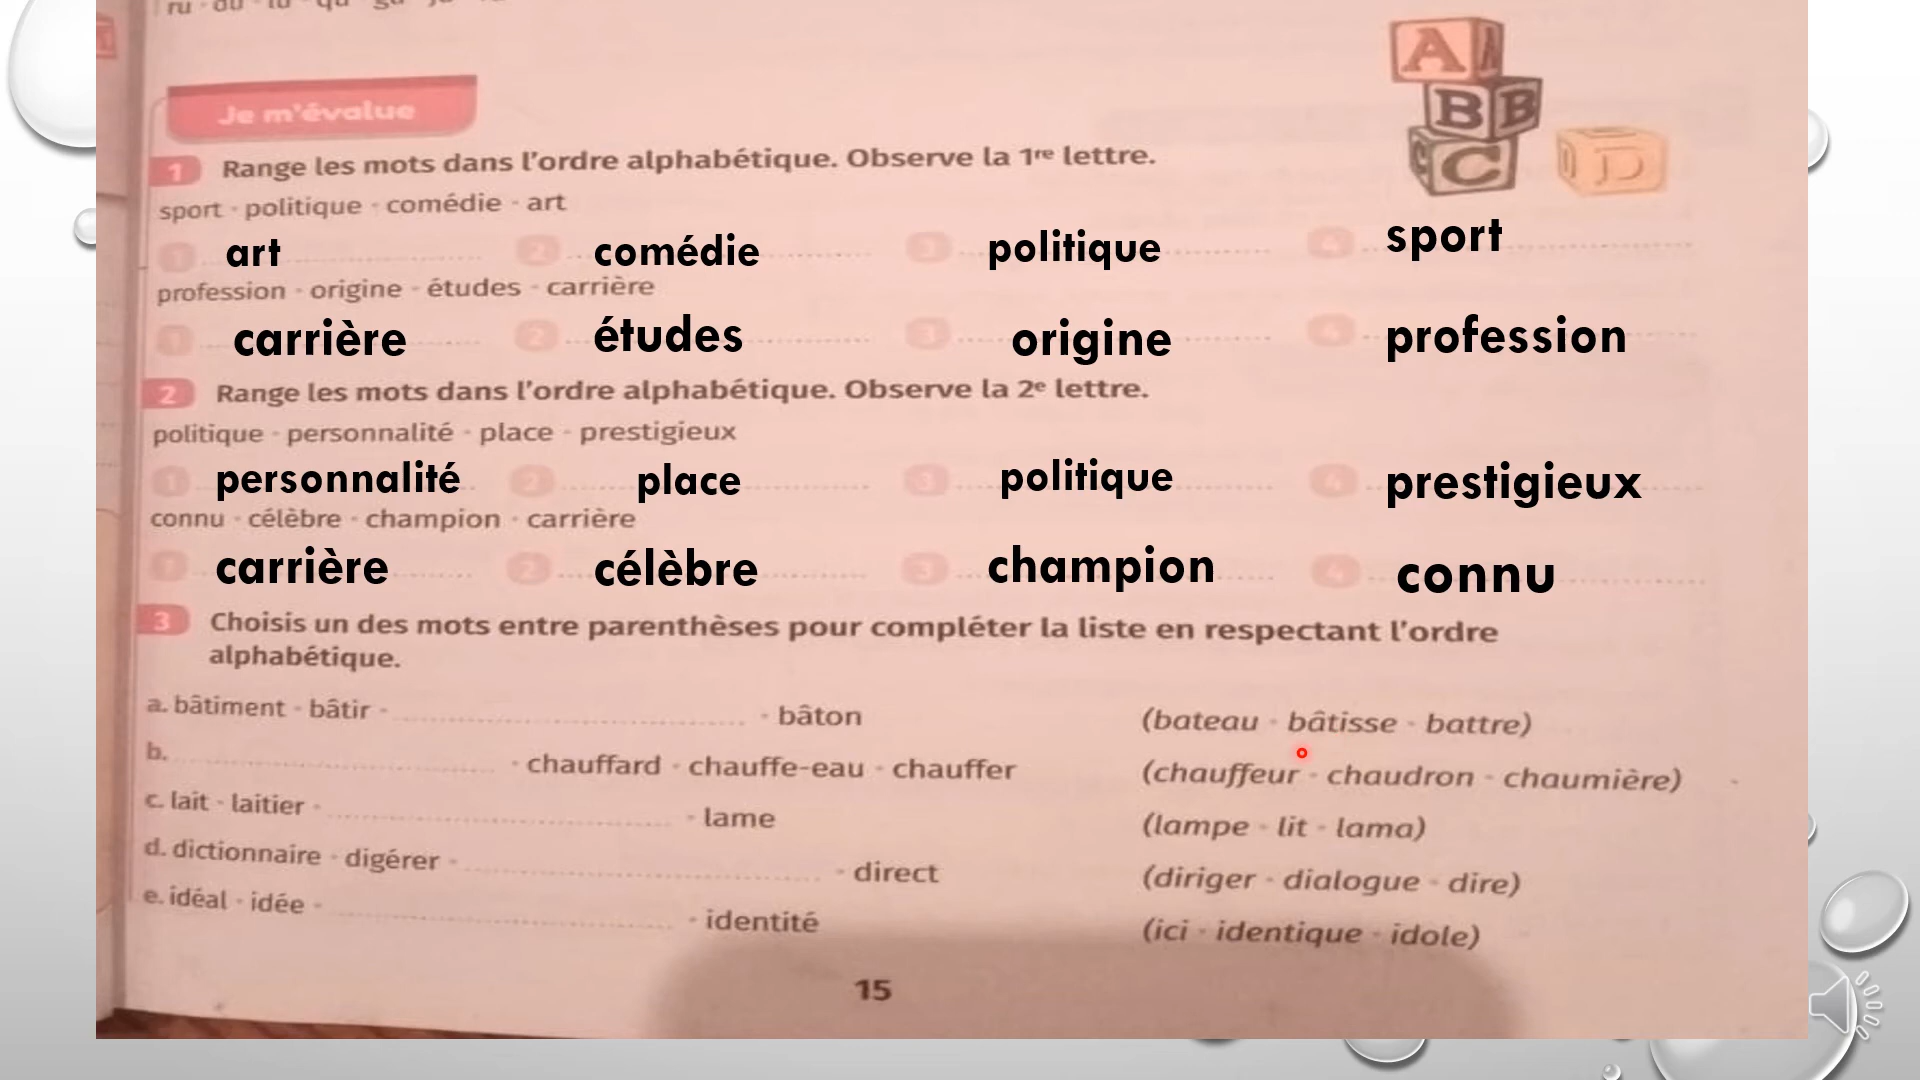 Je m'évalue
1 Range les mots dans l'ordre alphabétique. Observe la 1re lettre.
sport - politique - comédie - art
1 art 2 comédie 3 politique 4 sport
profession - origine - études - carrière
1 carrière 2 études 3 origine 4 profession
2 Range les mots dans l'ordre alphabétique. Observe la 2e lettre.
politique - personnalité - place - prestigieux
1 personnalité 2 place 3 politique 4 prestigieux
connu - célèbre - champion - carrière
1 carrière 2 célèbre 3 champion 4 connu
3 Choisis un des mots entre parenthèses pour compléter la liste en respectant l'ordre
alphabétique.
a. bâtiment - bâtir - - bâton (bateau - bâtisse - battre)
b. - chauffard - chauffe-eau - chauffer (chauffeur - chaudron - chaumière)
c. lait - laitier - - lame (lampe - lit - lama)
d. dictionnaire - digérer - - direct (diriger - dialogue - dire)
e. idéal - idée - - identité (ici - identique - idole)
15
A
B B
C
D